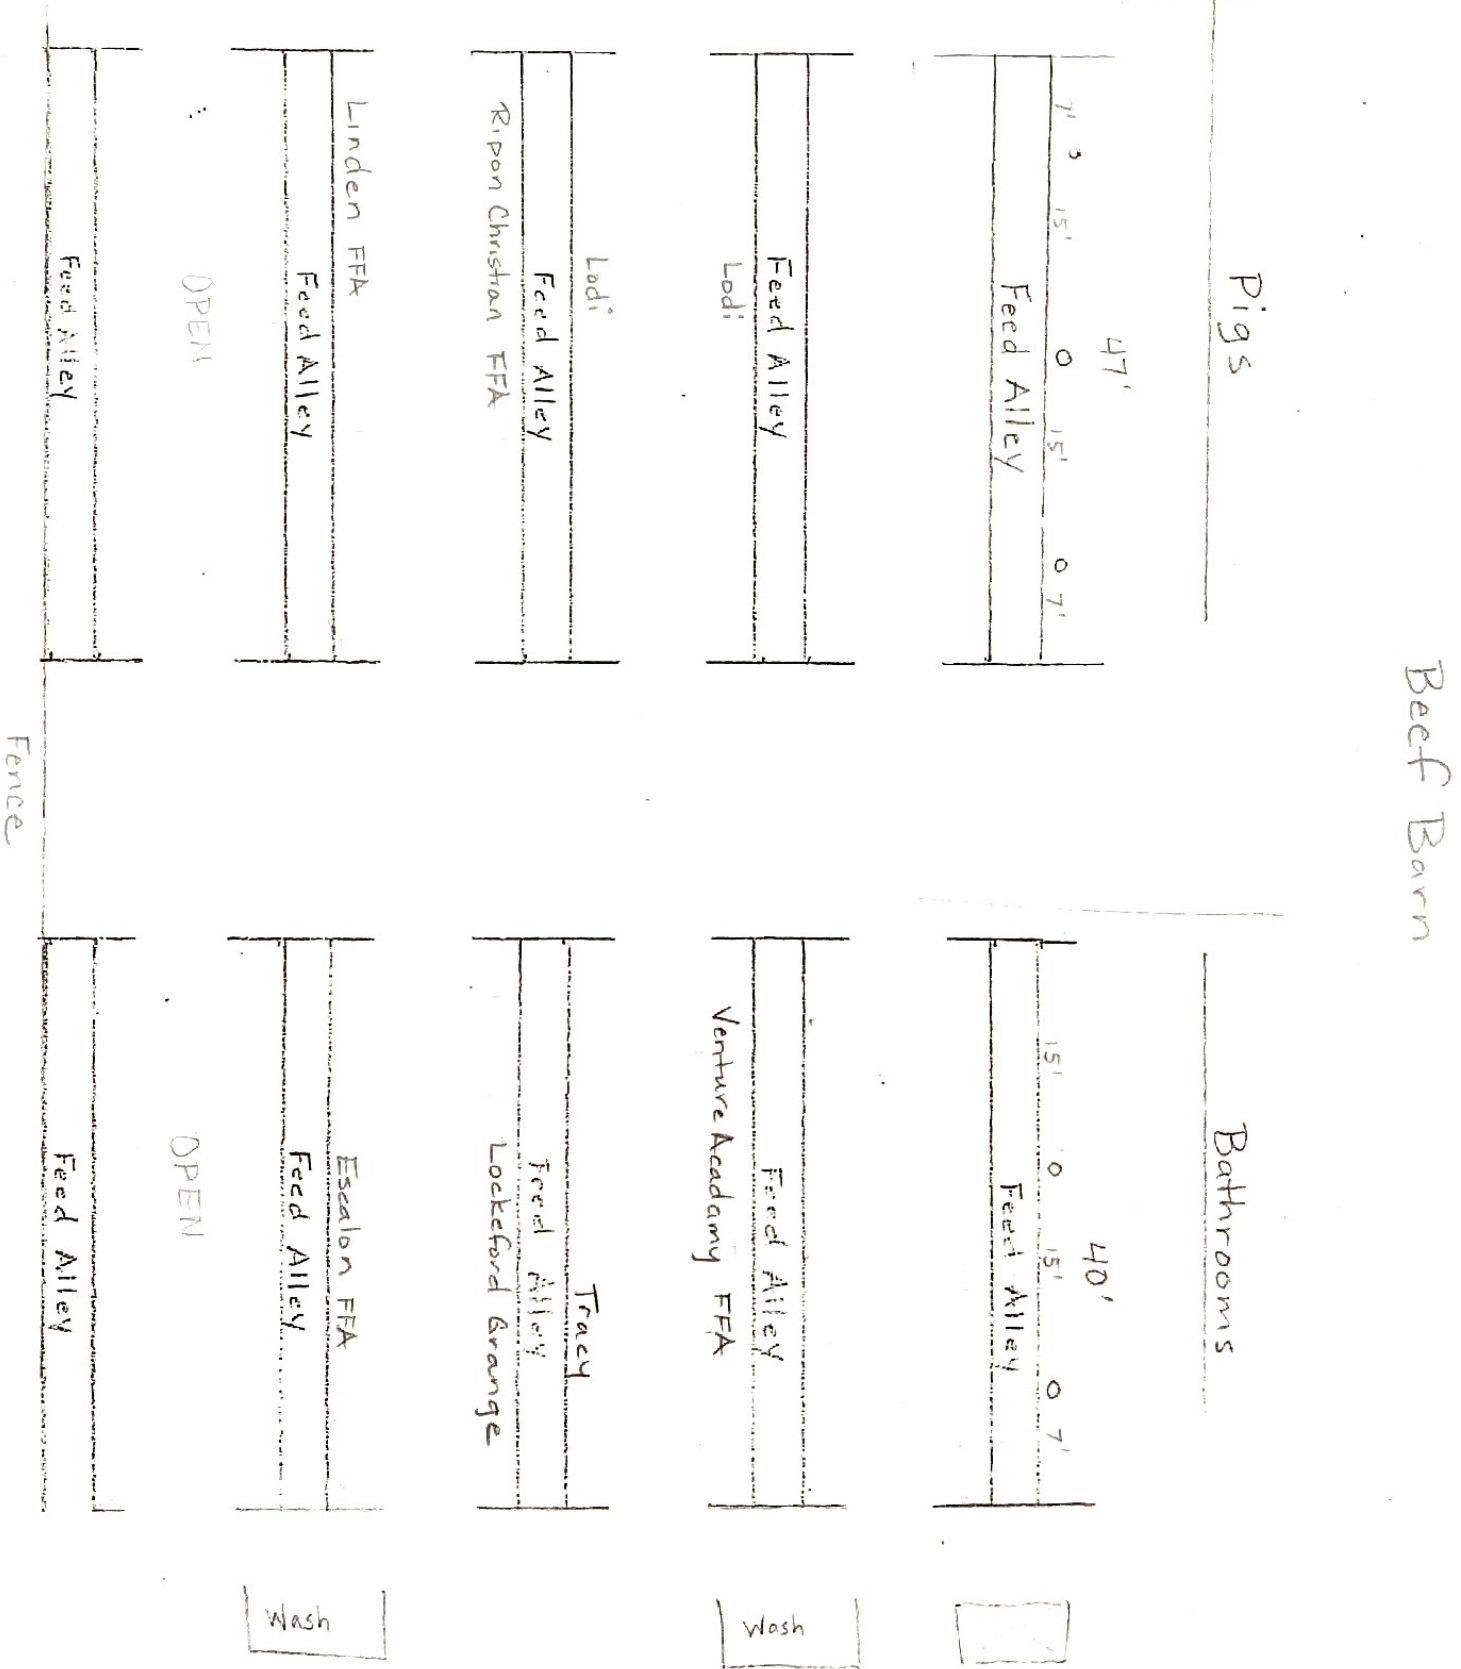 Beef Barn
Pigs
Bathrooms
47'
40'
7' 15' 0 15' 0 7'
15' 0 15' 0 7'
Feed Alley
Feed Alley
Feed Alley
Feed Alley
Lodi
Venture Acadamy FFA
Lodi
Tracy
Feed Alley
Feed Alley
Ripon Christian FFA
Lockeford Grange
Linden FFA
Escalon FFA
Feed Alley
Feed Alley
OPEN
OPEN
Feed Alley
Feed Alley
Fence
Wash
Wash